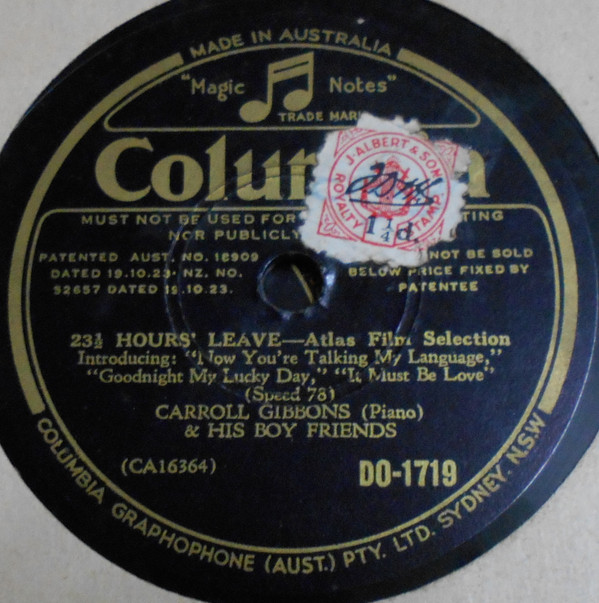 MADE IN AUSTRALIA
"Magic Notes"
TRADE MARK
MUST NOT BE USED FOR
NOR PUBLICLY
PATENTED AUST. NO. 18909
DATED 19.10.23. NZ. NO.
52657 DATED 19.10.23.
NOT BE SOLD
BELOW PRICE FIXED BY
PATENTEE
J. ALBERT & SON
ROYALTY STAMP
1¼d.
23½ HOURS' LEAVE—Atlas Film Selection
Introducing: "Now You're Talking My Language,"
"Goodnight My Lucky Day," "It Must Be Love"
(Speed 78)
CARROLL GIBBONS (Piano)
& HIS BOY FRIENDS
(CA16364)
DO-1719
COLUMBIA GRAPHOPHONE (AUST.) PTY. LTD. SYDNEY. N.S.W.